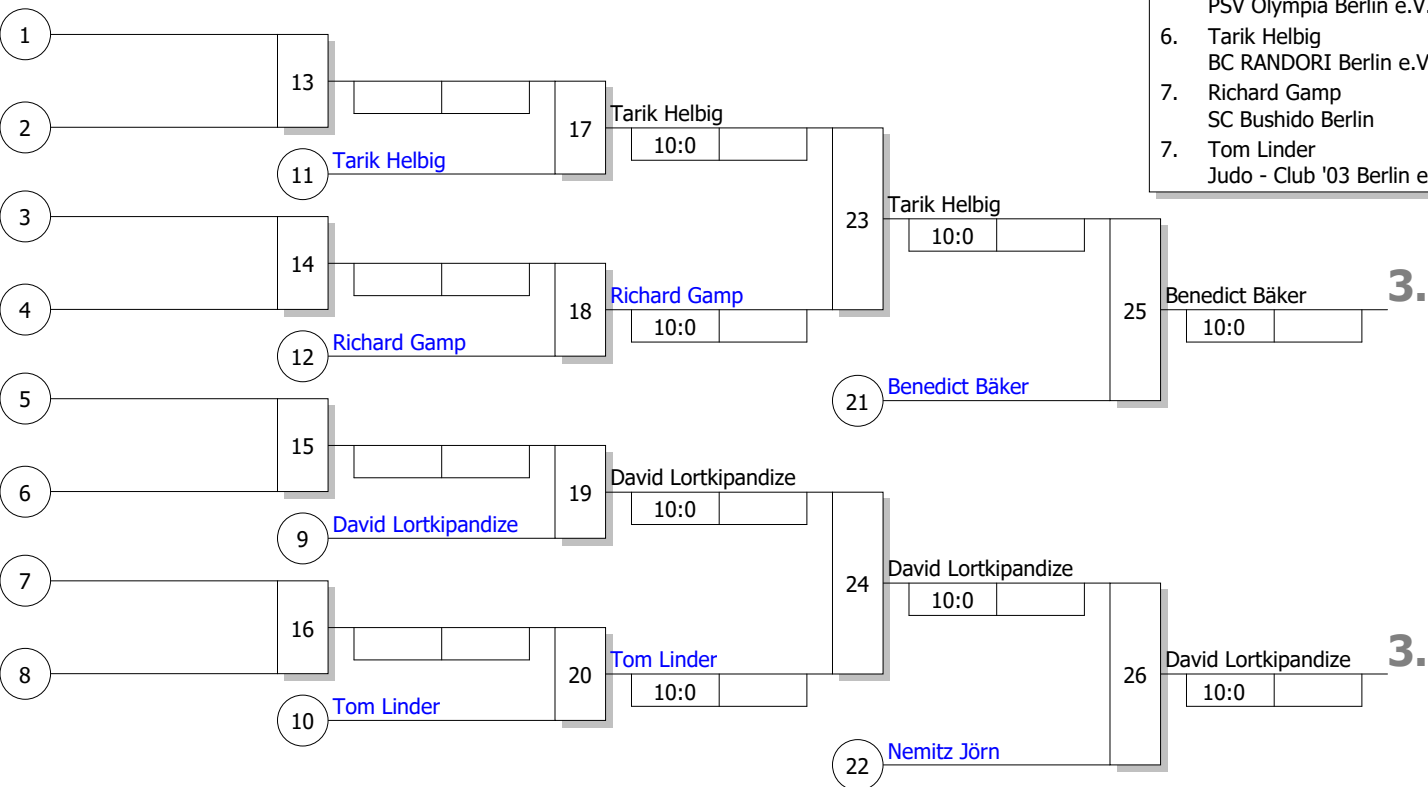 PSV Olympia Berlin e.V.
6. Tarik Helbig
BC RANDORI Berlin e.V
7. Richard Gamp
SC Bushido Berlin
7. Tom Linder
Judo - Club '03 Berlin e
1
13
2
17
Tarik Helbig
10:0
11
Tarik Helbig
3
23
Tarik Helbig
10:0
14
4
18
Richard Gamp
10:0
12
Richard Gamp
25
Benedict Bäker
3.
10:0
5
21
Benedict Bäker
15
6
19
David Lortkipandize
10:0
9
David Lortkipandize
7
24
David Lortkipandize
10:0
16
8
20
Tom Linder
10:0
10
Tom Linder
26
David Lortkipandize
3.
10:0
22
Nemitz Jörn